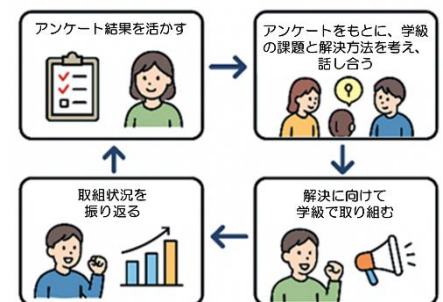 アンケート結果を活かす
アンケートをもとに、学級
の課題と解決方法を考え、
話し合う
解決に向けて
学級で取り組む
取組状況を
振り返る